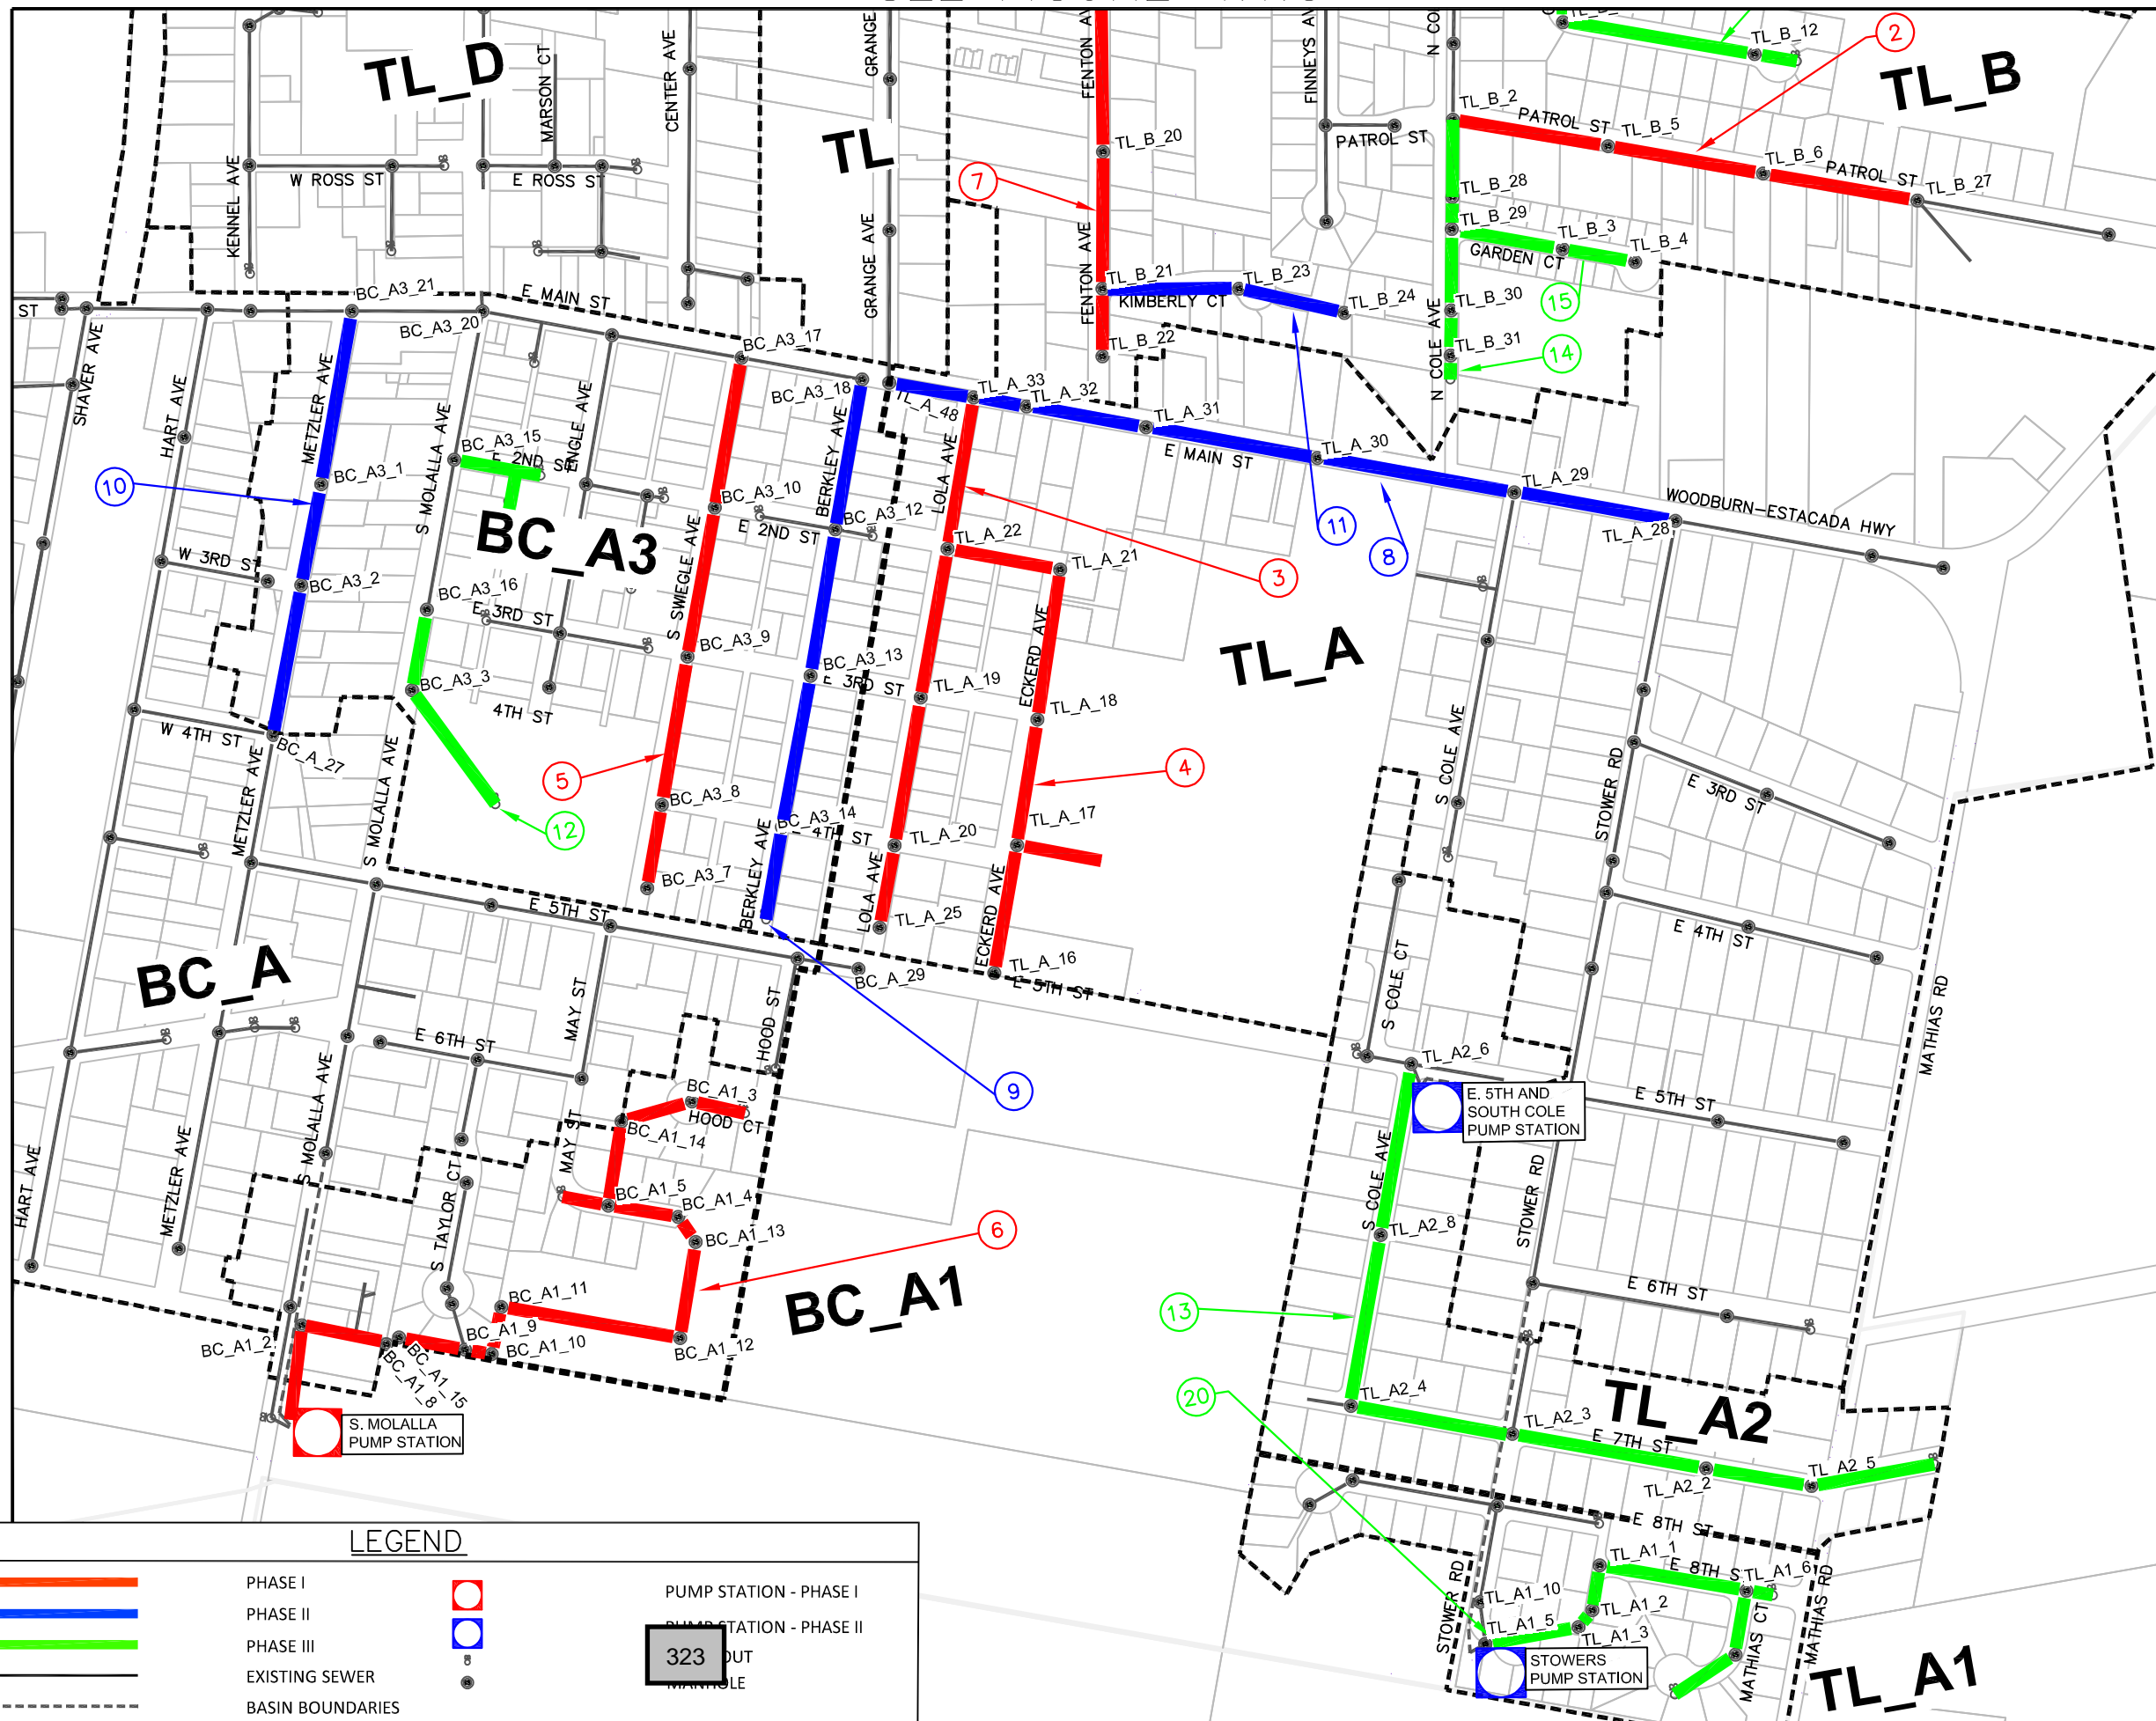 TL_D
TL
TL_B
KENNEL AVE
W ROSS ST
E ROSS ST
MARSON CT
CENTER AVE
GRANGE
GRANGE AVE
FENTON AV
FENTON AVE
FINNEYS AV
N CO
PATROL ST
TL_B_12
2
TL_B_2
PATROL ST
TL_B_5
TL_B_6
PATROL ST
TL_B_27
TL_B_20
7
TL_B_28
TL_B_29
TL_B_3
TL_B_4
GARDEN CT
15
TL_B_21
TL_B_23
KIMBERLY CT
TL_B_24
TL_B_22
TL_B_30
TL_B_31
14
N COLE AVE
ST
BC_A3_21
E MAIN ST
BC_A3_20
BC_A3_17
BC_A3_18
TL_A_48
TL_A_33
TL_A_32
TL_A_31
TL_A_30
E MAIN ST
TL_A_29
TL_A_28
WOODBURN-ESTACADA HWY
SHAVER AVE
HART AVE
METZLER AVE
S MOLALLA AVE
ENGLE AVE
BERKLEY AVE
LOLA AVE
BC_A3_15
E 2ND ST
10
BC_A3_1
BC_A3_10
E 2ND ST
BC_A3_12
TL_A_22
TL_A_21
3
11
8
BC_A3
W 3RD ST
BC_A3_2
BC_A3_16
E 3RD ST
S SWIEGLE AVE
BC_A3_9
BC_A3_13
E 3RD ST
TL_A_19
ECKERD AVE
TL_A_18
TL_A
BC_A3_3
4TH ST
W 4TH ST
BC_A_27
METZLER AVE
S MOLALLA AVE
5
12
BC_A3_8
BC_A3_14
4TH ST
TL_A_20
TL_A_17
4
BC_A3_7
BERKLEY AVE
LOLA AVE
TL_A_25
ECKERD AVE
TL_A_16
E 5TH ST
S COLE AVE
STOWER RD
E 3RD ST
E 4TH ST
S COLE CT
MATHIAS RD
BC_A
E 5TH ST
BC_A_29
MAY ST
E 6TH ST
HOOD ST
9
TL_A2_6
E. 5TH AND
SOUTH COLE
PUMP STATION
E 5TH ST
BC_A1_3
HOOD CT
BC_A1_14
MAY ST
S MOLALLA AVE
HART AVE
METZLER AVE
S TAYLOR CT
BC_A1_5
BC_A1_4
BC_A1_13
6
BC_A1
BC_A1_11
BC_A1_9
BC_A1_10
BC_A1_12
BC_A1_2
BC_A1_8
BC_A1_15
S. MOLALLA
PUMP STATION
S COLE AVE
TL_A2_8
STOWER RD
E 6TH ST
13
20
TL_A2_4
TL_A2_3
E 7TH ST
TL_A2
TL_A2_2
TL_A2_5
E 8TH ST
TL_A1_1
E 8TH S
TL_A1_6
TL_A1_10
TL_A1_2
TL_A1_5
TL_A1_3
STOWER RD
MATHIAS CT
MATHIAS RD
STOWERS
PUMP STATION
TL_A1
LEGEND
PHASE I
PHASE II
PHASE III
EXISTING SEWER
BASIN BOUNDARIES
PUMP STATION - PHASE I
PUMP STATION - PHASE II
OUT
MANHOLE
323